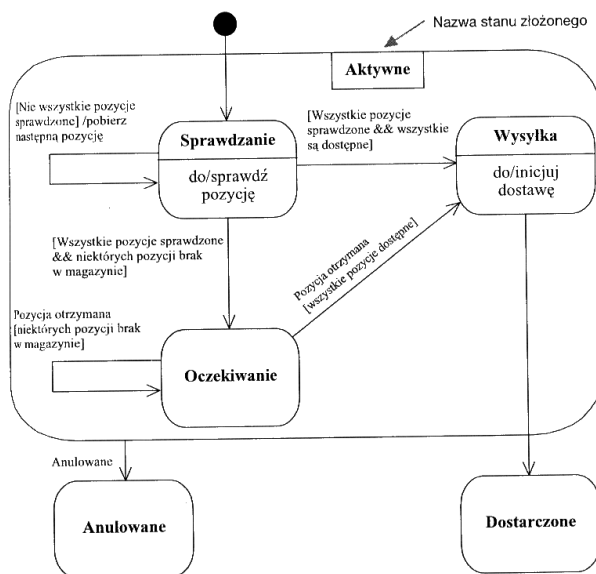 Nazwa stanu złożonego
Aktywne
[Nie wszystkie pozycje
sprawdzone] /pobierz
następną pozycję
Sprawdzanie
do/sprawdź
pozycję
[Wszystkie pozycje
sprawdzone && wszystkie
są dostępne]
Wysyłka
do/inicjuj
dostawę
[Wszystkie pozycje sprawdzone
&& niektórych pozycji brak
w magazynie]
Pozycja otrzymana
[wszystkie pozycje dostępne]
Pozycja otrzymana
[niektórych pozycji brak
w magazynie]
Oczekiwanie
Anulowane
Anulowane
Dostarczone